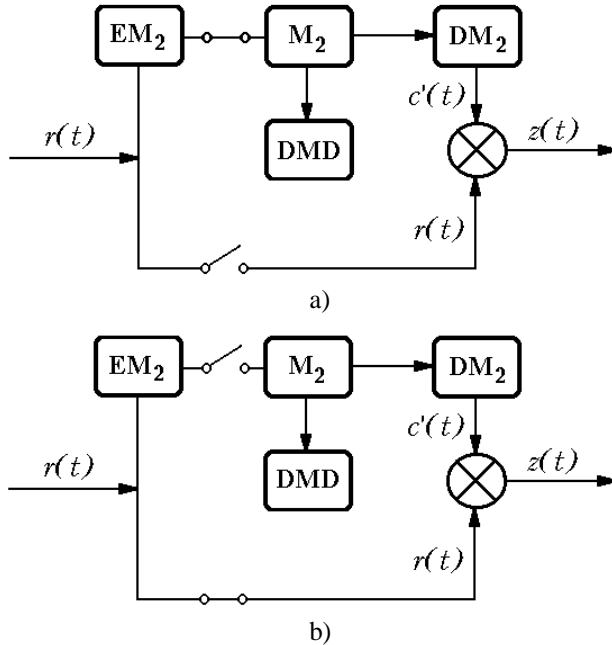 EM₂ M₂ DM₂
c'(t)
r(t) DMD z(t)
r(t)
a)
EM₂ M₂ DM₂
c'(t)
r(t) DMD z(t)
r(t)
b)